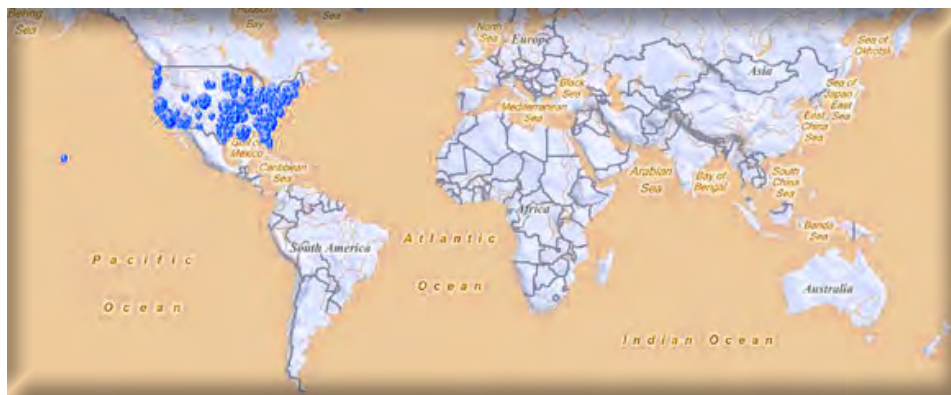 Bering
Sea
Hudson
Bay
Sea
North
Sea
Europe
Asia
Sea of
Okhotsk
Black
Sea
Mediterranean
Sea
Sea of
Japan
East
Sea
East
China
Sea
Gulf of
Mexico
Caribbean
Sea
Arabian
Sea
Bay of
Bengal
South
China
Sea
Africa
Banda
Sea
South America
Atlantic
Ocean
Pacific
Ocean
Australia
Indian Ocean